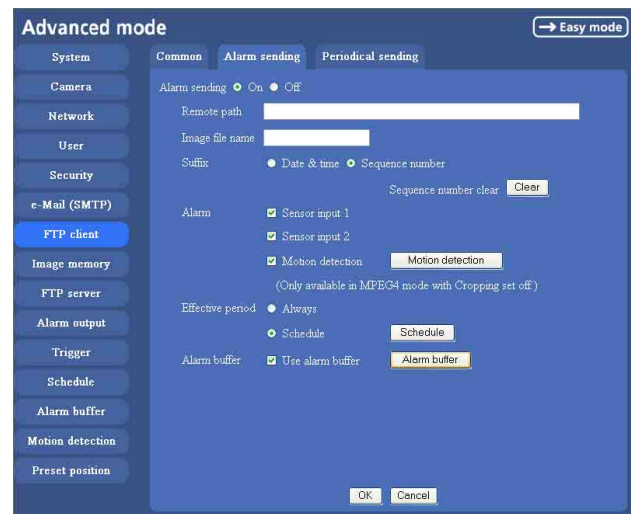 Advanced mode
→ Easy mode
System
Camera
Network
User
Security
e-Mail (SMTP)
FTP client
Image memory
FTP server
Alarm output
Trigger
Schedule
Alarm buffer
Motion detection
Preset position
Common Alarm sending Periodical sending
Alarm sending On Off
Remote path
Image file name
Suffix Date & time Sequence number
Sequence number clear Clear
Alarm Sensor input 1
Sensor input 2
Motion detection Motion detection
(Only available in MPEG4 mode with Cropping set off.)
Effective period Always
Schedule Schedule
Alarm buffer Use alarm buffer Alarm buffer
OK Cancel